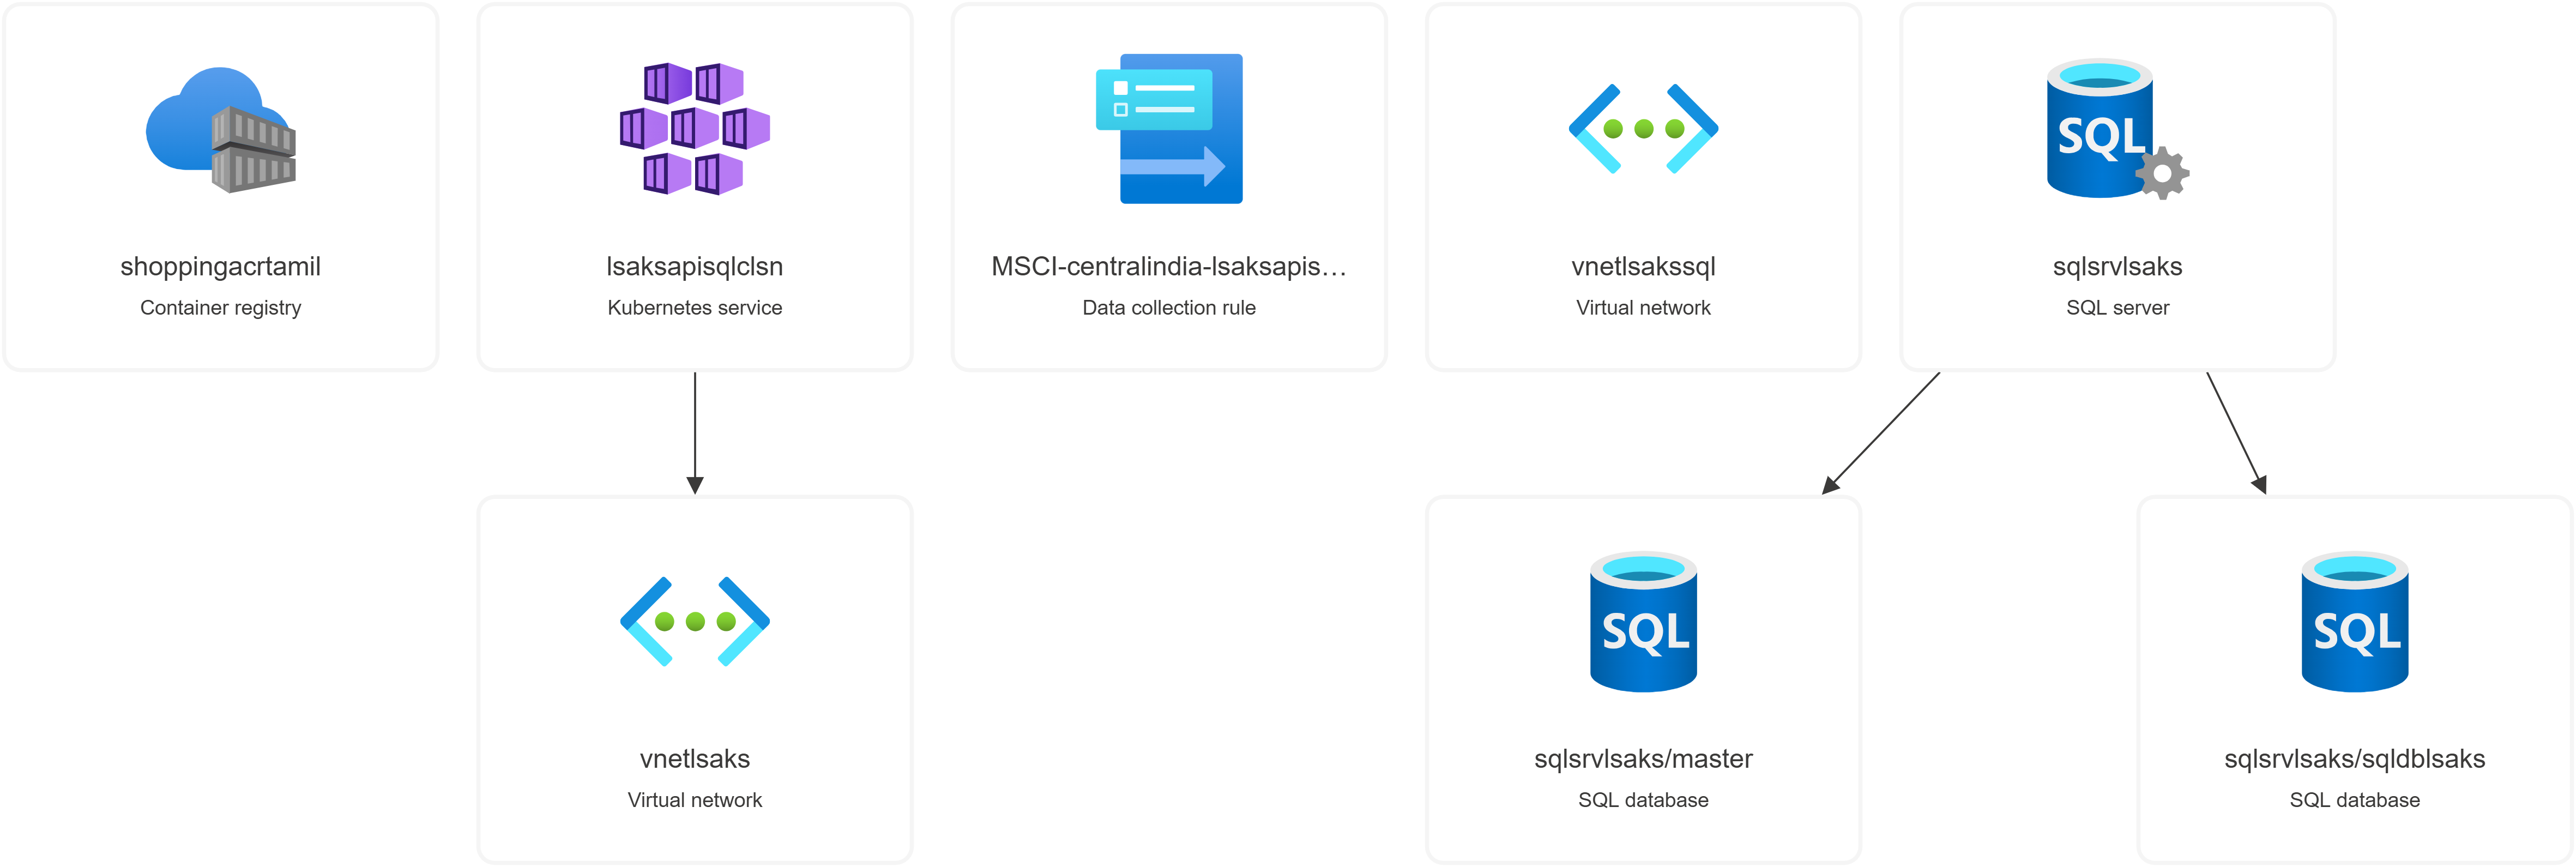 SQL
shoppingacrtamil
Container registry
lsaksapisqlclsn
Kubernetes service
MSCI-centralindia-lsaksapis...
Data collection rule
vnetlsakssql
Virtual network
sqlsrvlsaks
SQL server
SQL
SQL
vnetlsaks
Virtual network
sqlsrvlsaks/master
SQL database
sqlsrvlsaks/sqldblsaks
SQL database